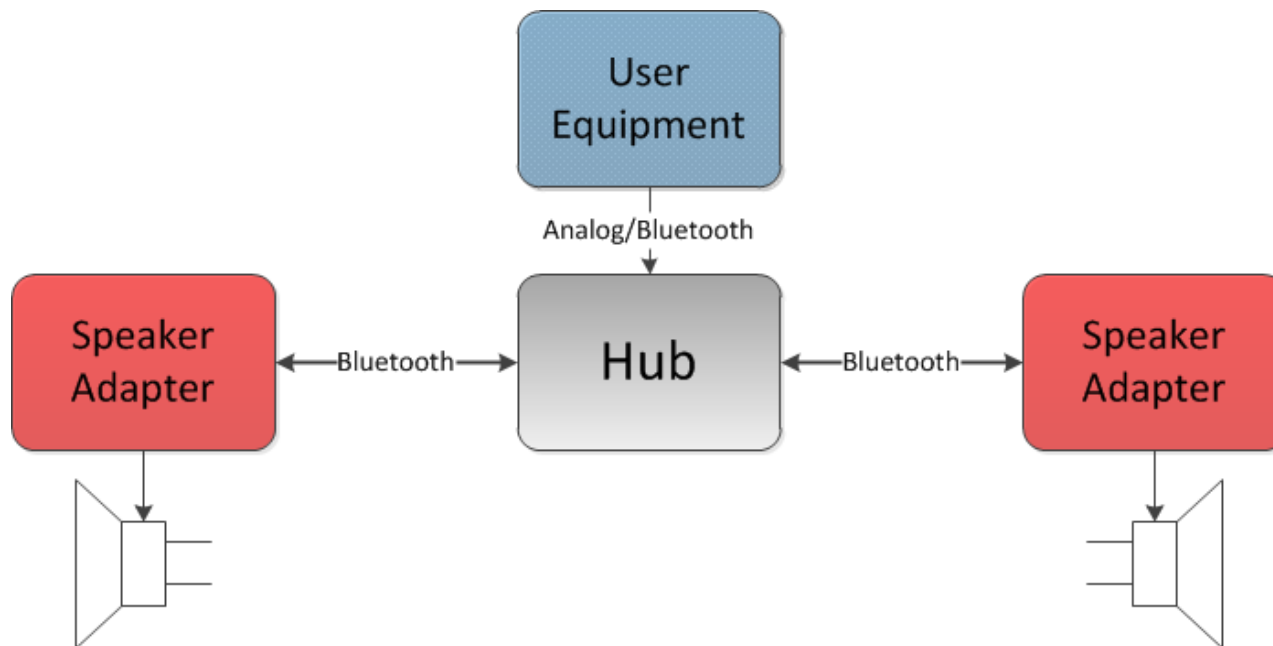 User
Equipment
Analog/Bluetooth
Speaker
Adapter
Bluetooth
Hub
Bluetooth
Speaker
Adapter